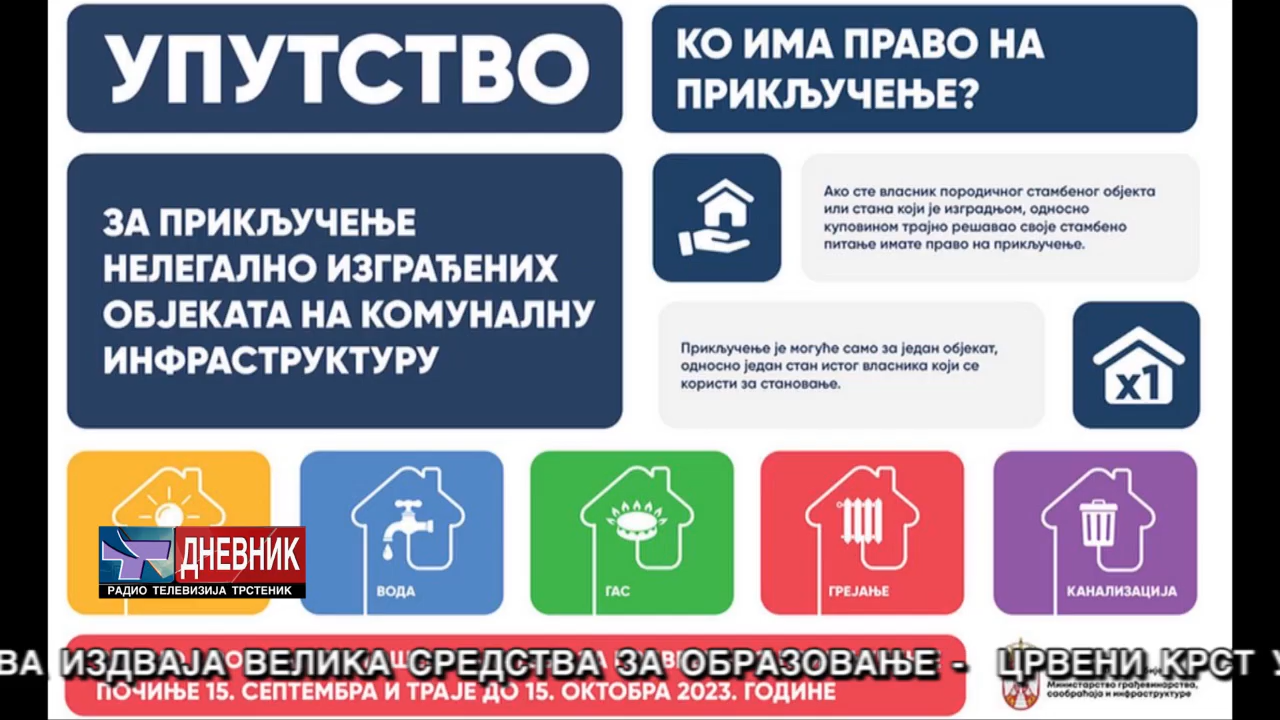 УПУТСТВО
ЗА ПРИКЉУЧЕЊЕ
НЕЛЕГАЛНО ИЗГРАЂЕНИХ
ОБЈЕКАТА НА КОМУНАЛНУ
ИНФРАСТРУКТУРУ
КО ИМА ПРАВО НА
ПРИКЉУЧЕЊЕ?
Ако сте власник породичног стамбеног објекта
или стана који је изградњом, односно
куповином трајно решавао своје стамбено
питање имате право на прикључење.
Прикључење је могуће само за један објекат,
односно један стан истог власника који се
користи за становање.
x1
ВОДА
ГАС
ГРЕЈАЊЕ
КАНАЛИЗАЦИЈА
ДНЕВНИК
РАДИО ТЕЛЕВИЗИЈА ТРСТЕНИК
ВА ИЗДВАЈА ВЕЛИКА СРЕДСТВА ЗА ОБРАЗОВАЊЕ - ЦРВЕНИ КРСТ У
ПОЧИЊЕ 15. СЕПТЕМБРА И ТРАЈЕ ДО 15. ОКТОБРА 2023. ГОДИНЕ
Министарство грађевинарства,
саобраћаја и инфраструктуре